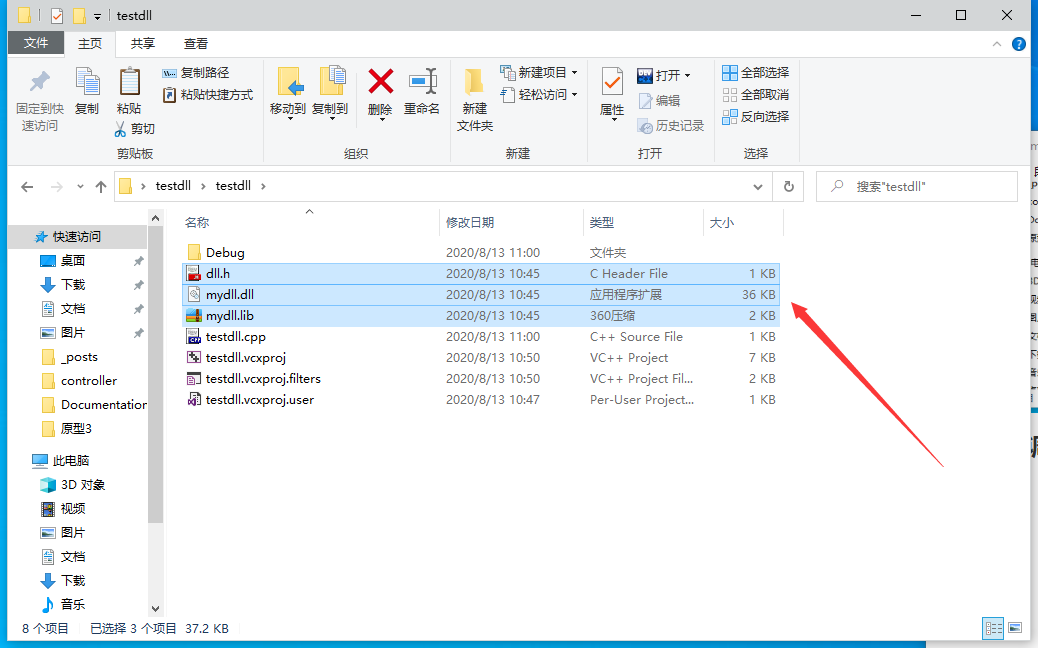 testdll
文件 主页 共享 查看
固定到快速访问
复制
粘贴
复制路径
粘贴快捷方式
剪切
剪贴板
移动到
复制到
删除
重命名
组织
新建文件夹
新建项目
轻松访问
新建
属性
打开
编辑
历史记录
打开
全部选择
全部取消
反向选择
选择
testdll › testdll ›
搜索"testdll"
名称 修改日期 类型 大小
Debug 2020/8/13 11:00 文件夹
dll.h 2020/8/13 10:45 C Header File 1 KB
mydll.dll 2020/8/13 10:45 应用程序扩展 36 KB
mydll.lib 2020/8/13 10:45 360压缩 2 KB
testdll.cpp 2020/8/13 11:00 C++ Source File 1 KB
testdll.vcxproj 2020/8/13 10:50 VC++ Project 7 KB
testdll.vcxproj.filters 2020/8/13 10:50 VC++ Project Fil... 2 KB
testdll.vcxproj.user 2020/8/13 10:47 Per-User Project... 1 KB
快速访问
桌面
下载
文档
图片
_posts
controller
Documentation
原型3
此电脑
3D 对象
视频
图片
文档
下载
音乐
8 个项目 已选择 3 个项目 37.2 KB